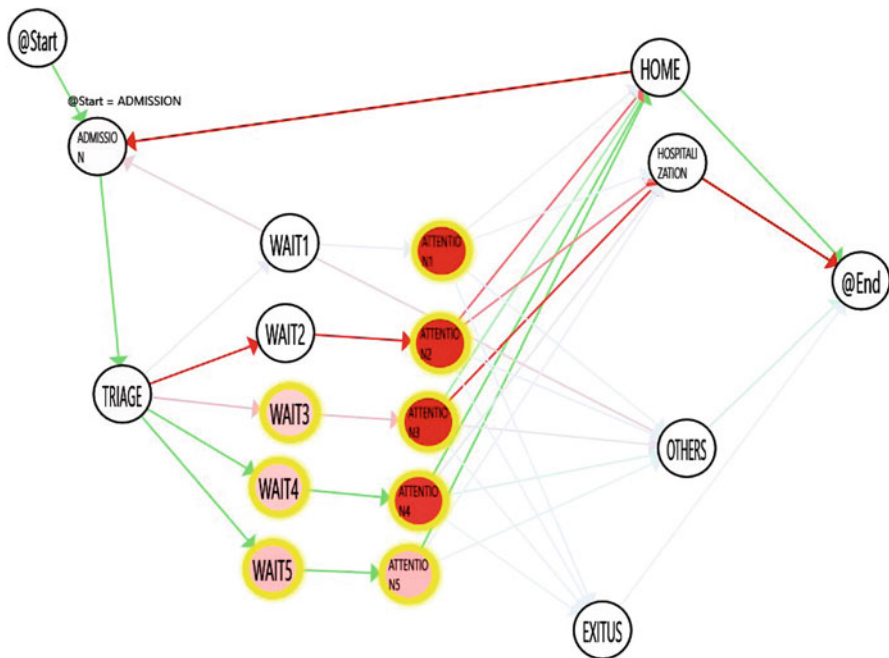 @Start
HOME
@Start = ADMISSION
ADMISSIO
N
HOSPITALI
ZATION
WAIT1
ATTENTIO
N1
@End
WAIT2
ATTENTIO
N2
TRIAGE
WAIT3
ATTENTIO
N3
OTHERS
WAIT4
ATTENTIO
N4
WAIT5
ATTENTIO
N5
EXITUS